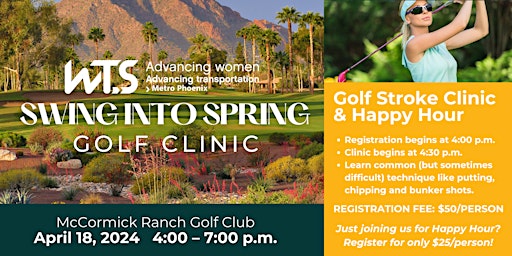 WTS
Advancing women
Advancing transportation
> Metro Phoenix
SWING INTO SPRING
GOLF CLINIC
McCormick Ranch Golf Club
April 18, 2024 4:00 – 7:00 p.m.
Golf Stroke Clinic
& Happy Hour
• Registration begins at 4:00 p.m.
• Clinic begins at 4:30 p.m.
• Learn common (but sometimes
difficult) technique like putting,
chipping and bunker shots.
REGISTRATION FEE: $50/PERSON
Just joining us for Happy Hour?
Register for only $25/person!